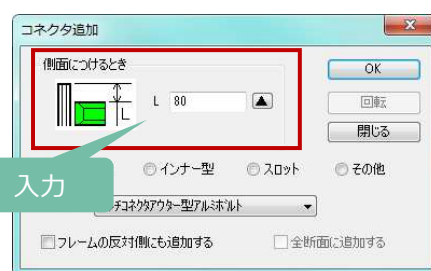 コネクタ追加
側面につけるとき
L 80
L
OK
回転
閉じる
入力
インナー型 スロット その他
チコネクタアウター型アルミボルト
フレームの反対側にも追加する 全断面に追加する